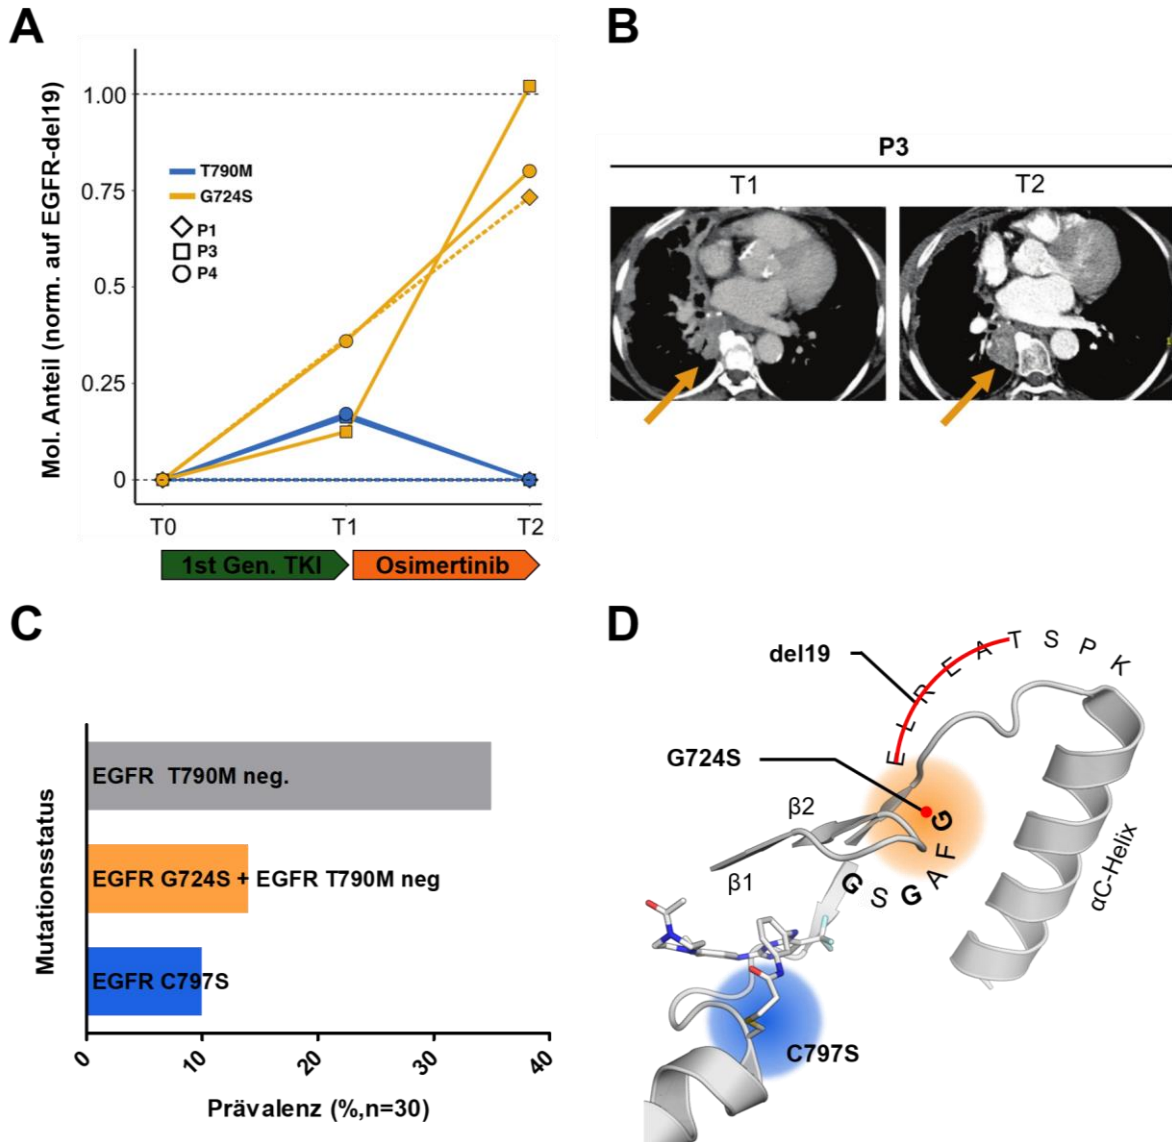 A
Mol. Anteil (norm. auf EGFR-del19)
1.00
0.75
0.5
0.25
0
T790M
G724S
P1
P3
P4
T0
T1
T2
1st Gen. TKI
Osimertinib
B
P3
T1
T2
C
Mutationsstatus
EGFR T790M neg.
EGFR G724S + EGFR T790M neg
EGFR C797S
0
10
20
30
40
Prävalenz (%,n=30)
D
del19
E L R E A T S P K
G724S
β2
β1
G S G A F G
αC-Helix
C797S